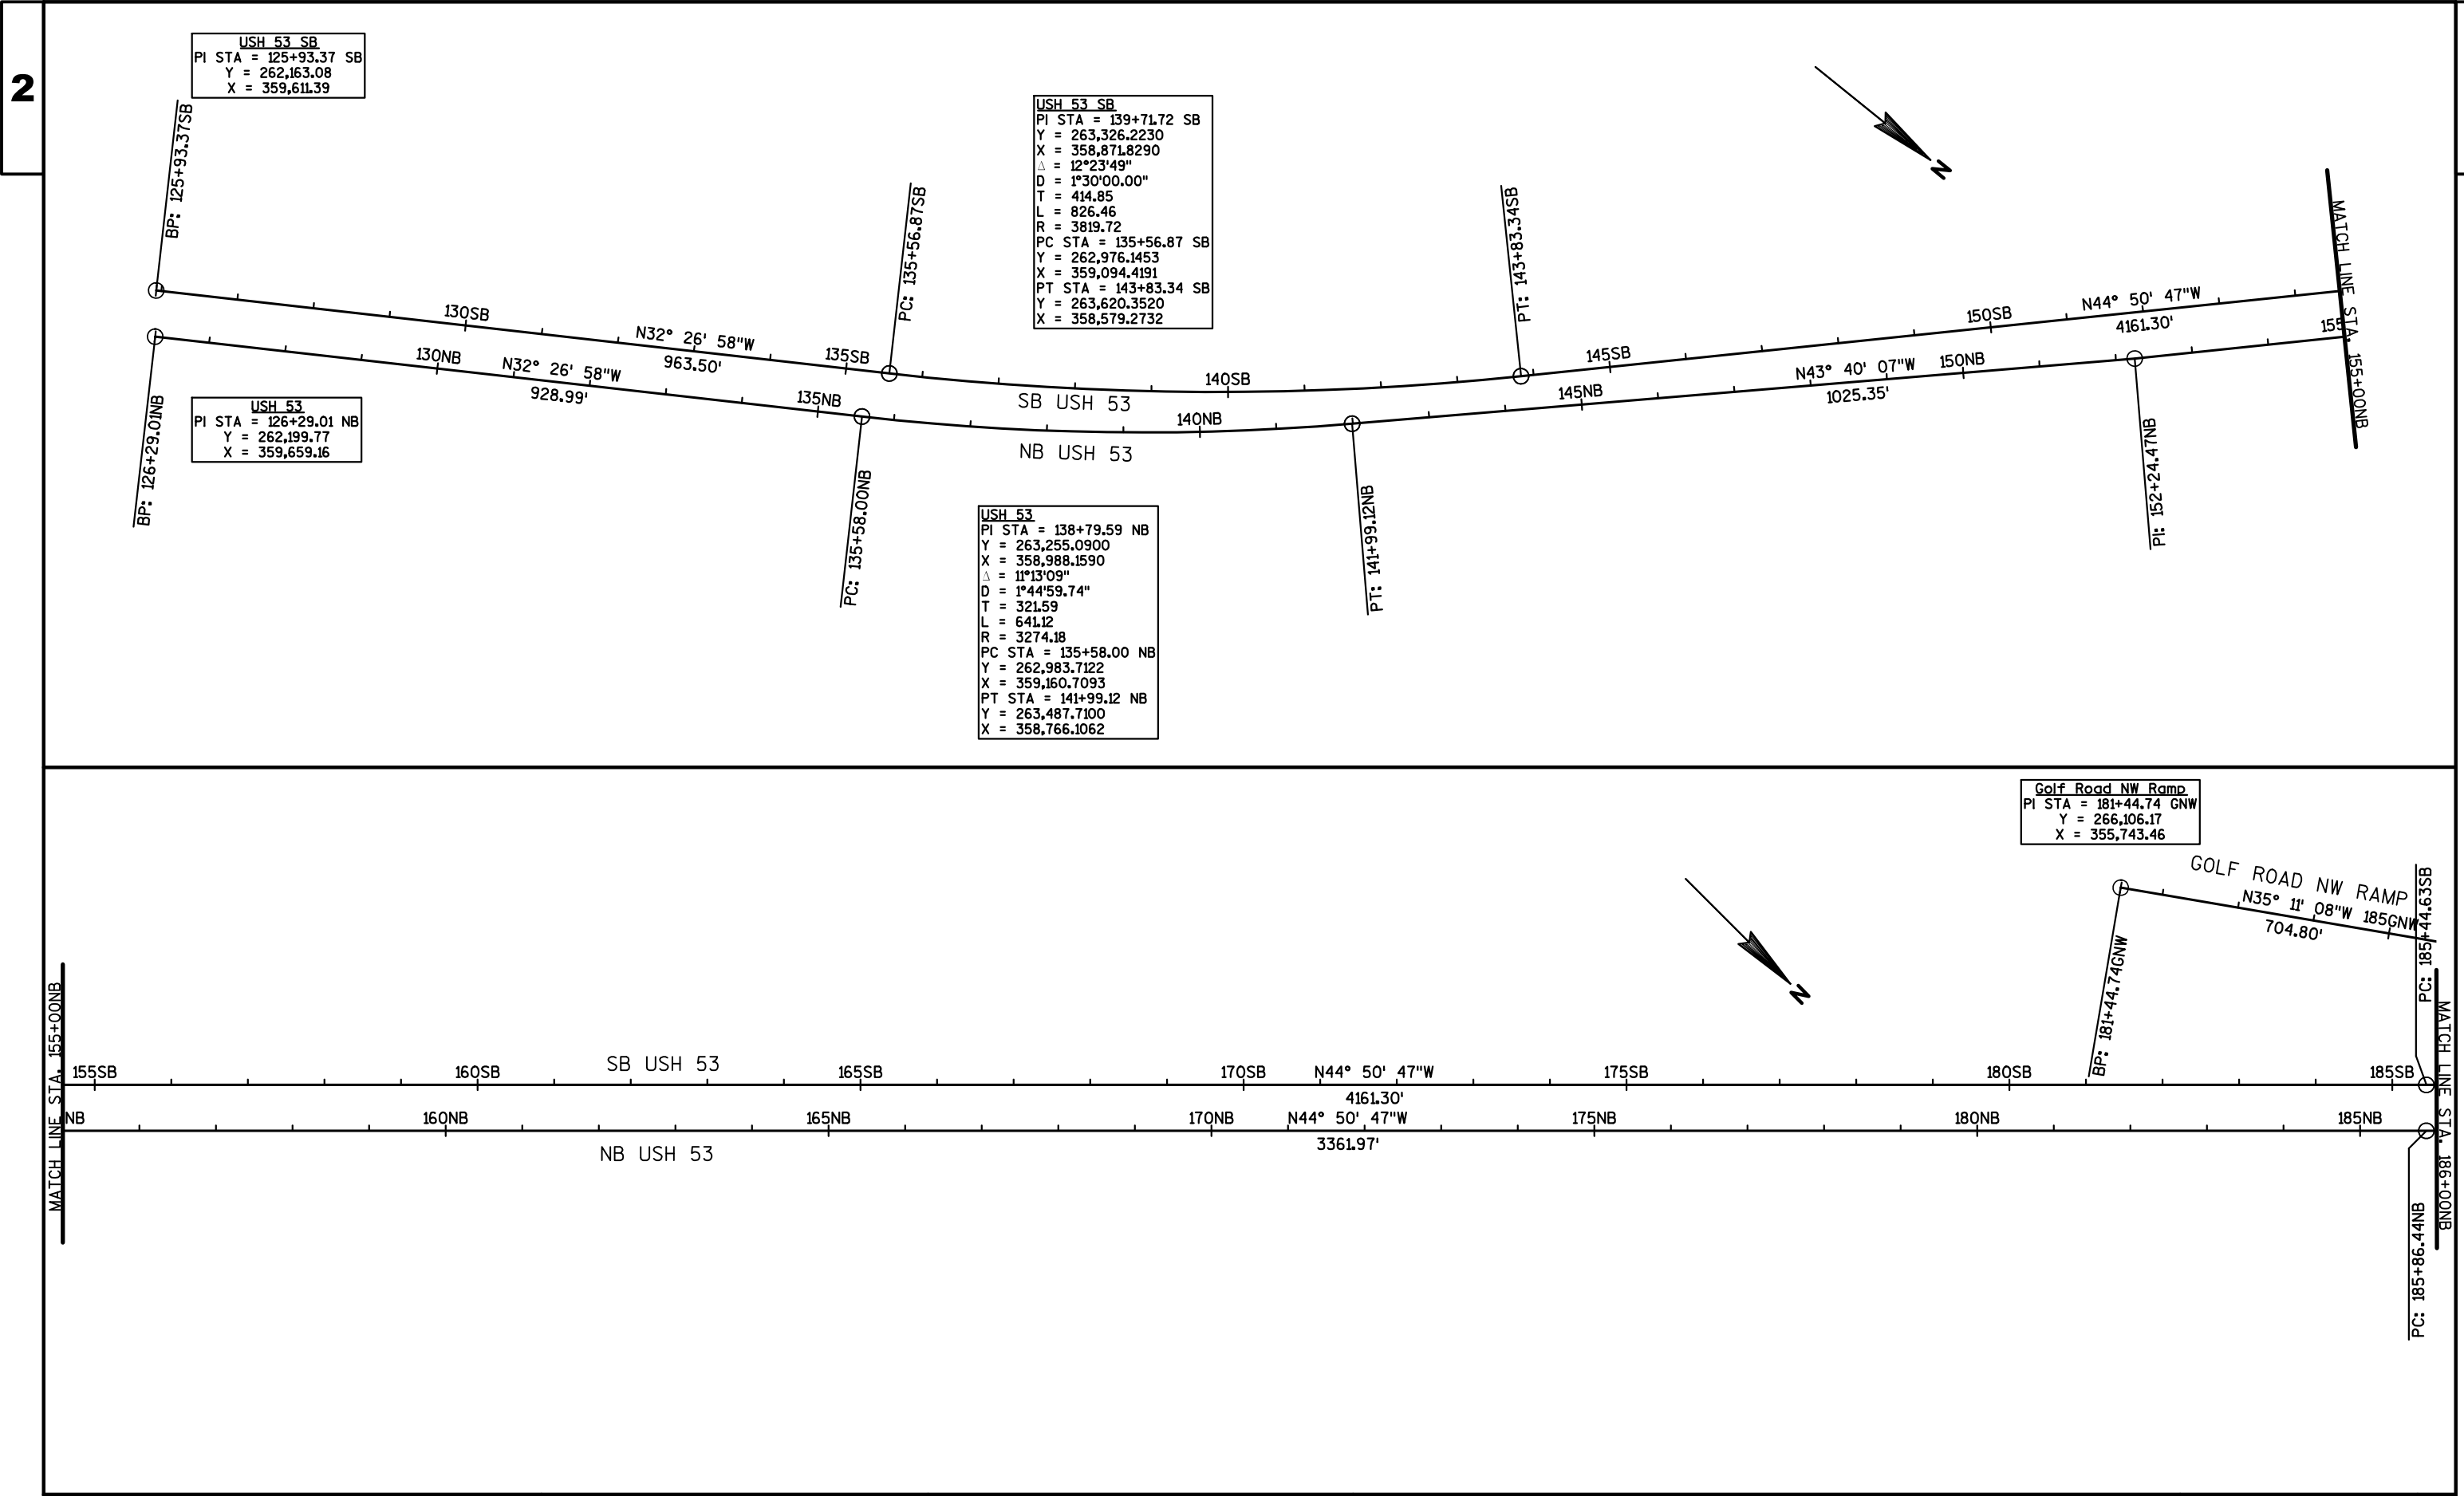 2
USH 53 SB
PI STA = 125+93.37 SB
Y = 262,163.08
X = 359,611.39
BP: 125+93.37SB
USH 53 SB
PI STA = 139+71.72 SB
Y = 263,326.2230
X = 358,871.8290
Δ = 12°23'49"
D = 1°30'00.00"
T = 414.85
L = 826.46
R = 3819.72
PC STA = 135+56.87 SB
Y = 262,976.1453
X = 359,094.4191
PT STA = 143+83.34 SB
Y = 263,620.3520
X = 358,579.2732
N
PC: 135+56.87SB
PT: 143+83.34SB
MATCH LINE STA. 155+00NB
130SB
N32° 26' 58"W
963.50'
135SB
140SB
145SB
150SB
N44° 50' 47"W
4161.30'
155
SB USH 53
130NB
N32° 26' 58"W
928.99'
135NB
140NB
145NB
N43° 40' 07"W
1025.35'
150NB
NB USH 53
BP: 126+29.01NB
USH 53
PI STA = 126+29.01 NB
Y = 262,199.77
X = 359,659.16
PC: 135+58.00NB
PT: 141+99.12NB
PI: 152+24.47NB
USH 53
PI STA = 138+79.59 NB
Y = 263,255.0900
X = 358,988.1590
Δ = 11°13'09"
D = 1°44'59.74"
T = 321.59
L = 641.12
R = 3274.18
PC STA = 135+58.00 NB
Y = 262,983.7122
X = 359,160.7093
PT STA = 141+99.12 NB
Y = 263,487.7100
X = 358,766.1062
Golf Road NW Ramp
PI STA = 181+44.74 GNW
Y = 266,106.17
X = 355,743.46
GOLF ROAD NW RAMP
N35° 11' 08"W
185GNW
704.80'
PC: 185+44.63SB
BP: 181+44.74GNW
N
MATCH LINE STA. 155+00NB
155SB
160SB
SB USH 53
165SB
170SB
N44° 50' 47"W
4161.30'
175SB
180SB
185SB
NB
160NB
NB USH 53
165NB
170NB
N44° 50' 47"W
3361.97'
175NB
180NB
185NB
MATCH LINE STA. 186+00NB
PC: 185+86.44NB